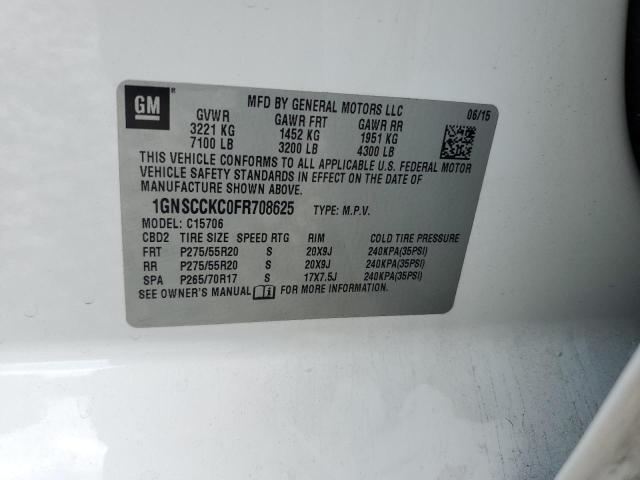 GM
MFD BY GENERAL MOTORS LLC 06/15
GVWR GAWR FRT GAWR RR
3221 KG 1452 KG 1951 KG
7100 LB 3200 LB 4300 LB
THIS VEHICLE CONFORMS TO ALL APPLICABLE U.S. FEDERAL MOTOR
VEHICLE SAFETY STANDARDS IN EFFECT ON THE DATE OF
MANUFACTURE SHOWN ABOVE.
1GNSCCKC0FR708625 TYPE: M.P.V.
MODEL: C15706
CBD2 TIRE SIZE SPEED RTG RIM COLD TIRE PRESSURE
FRT P275/55R20 S 20X9J 240KPA(35PSI)
RR P275/55R20 S 20X9J 240KPA(35PSI)
SPA P265/70R17 S 17X7.5J 240KPA(35PSI)
SEE OWNER'S MANUAL FOR MORE INFORMATION.